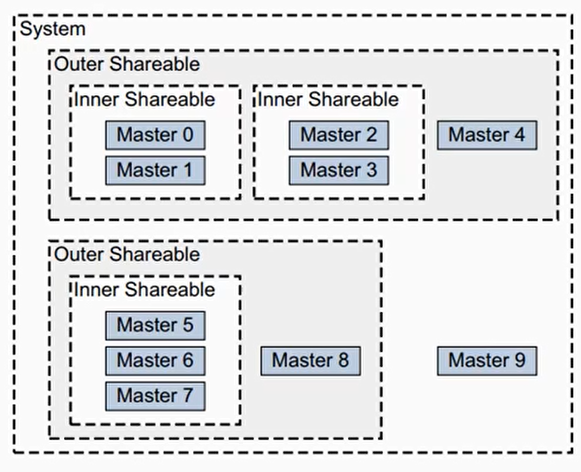 System
Outer Shareable
Inner Shareable
Master 0
Master 1
Inner Shareable
Master 2
Master 3
Master 4
Outer Shareable
Inner Shareable
Master 5
Master 6
Master 7
Master 8
Master 9